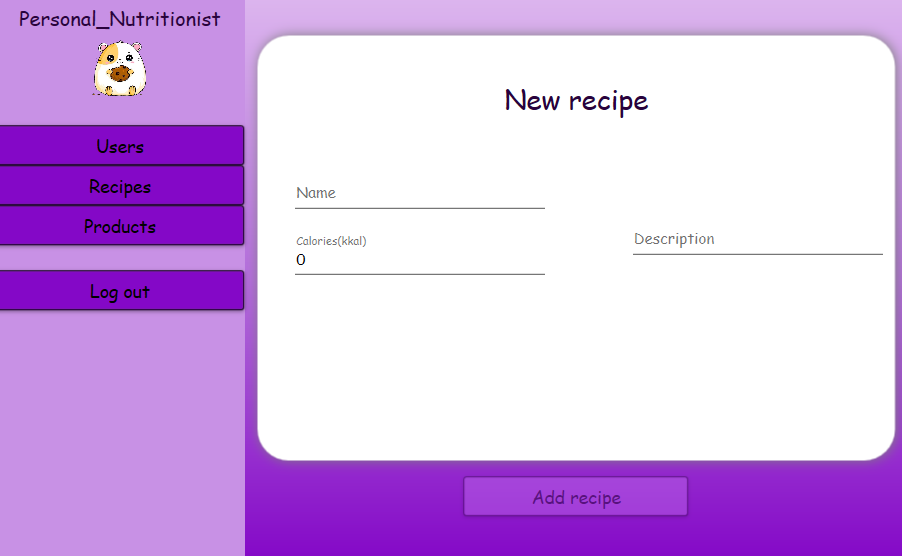 Personal_Nutritionist
Users
Recipes
Products
Log out
New recipe
Name
Calories(kkal)
0
Description
Add recipe